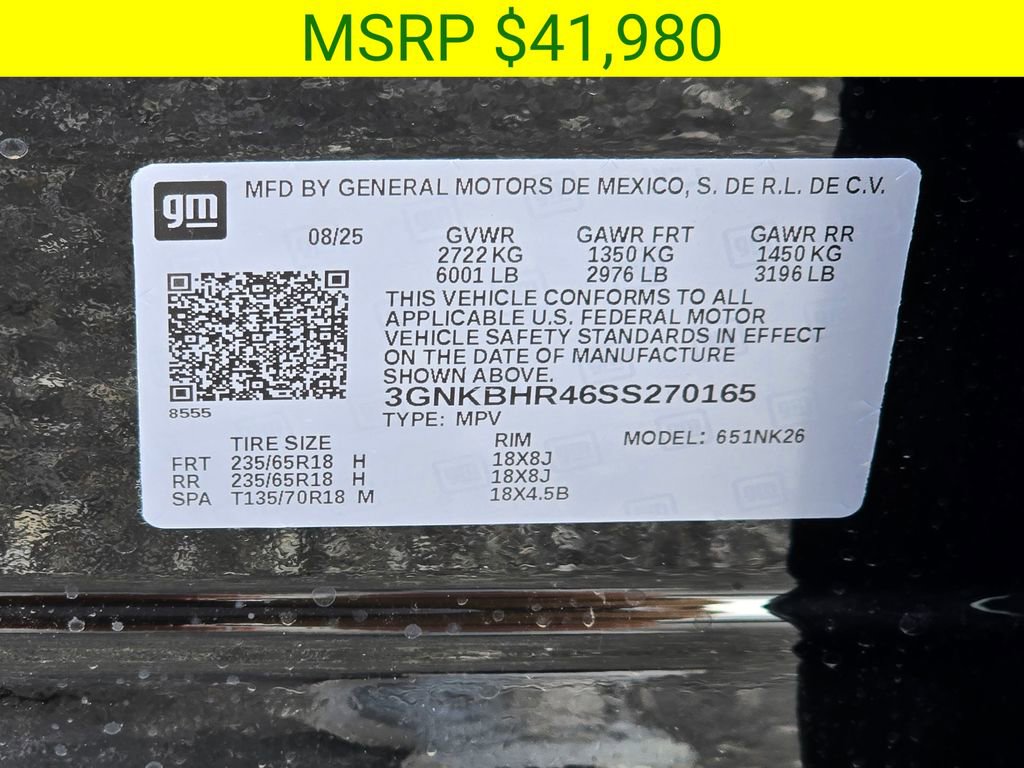 MSRP $41,980
gm
MFD BY GENERAL MOTORS DE MEXICO, S. DE R.L. DE C.V.
08/25 GVWR GAWR FRT GAWR RR
2722 KG 1350 KG 1450 KG
6001 LB 2976 LB 3196 LB
THIS VEHICLE CONFORMS TO ALL
APPLICABLE U.S. FEDERAL MOTOR
VEHICLE SAFETY STANDARDS IN EFFECT
ON THE DATE OF MANUFACTURE
SHOWN ABOVE.
3GNKBHR46SS270165
8555
TYPE: MPV
TIRE SIZE RIM MODEL: 651NK26
FRT 235/65R18 H 18X8J
RR 235/65R18 H 18X8J
SPA T135/70R18 M 18X4.5B